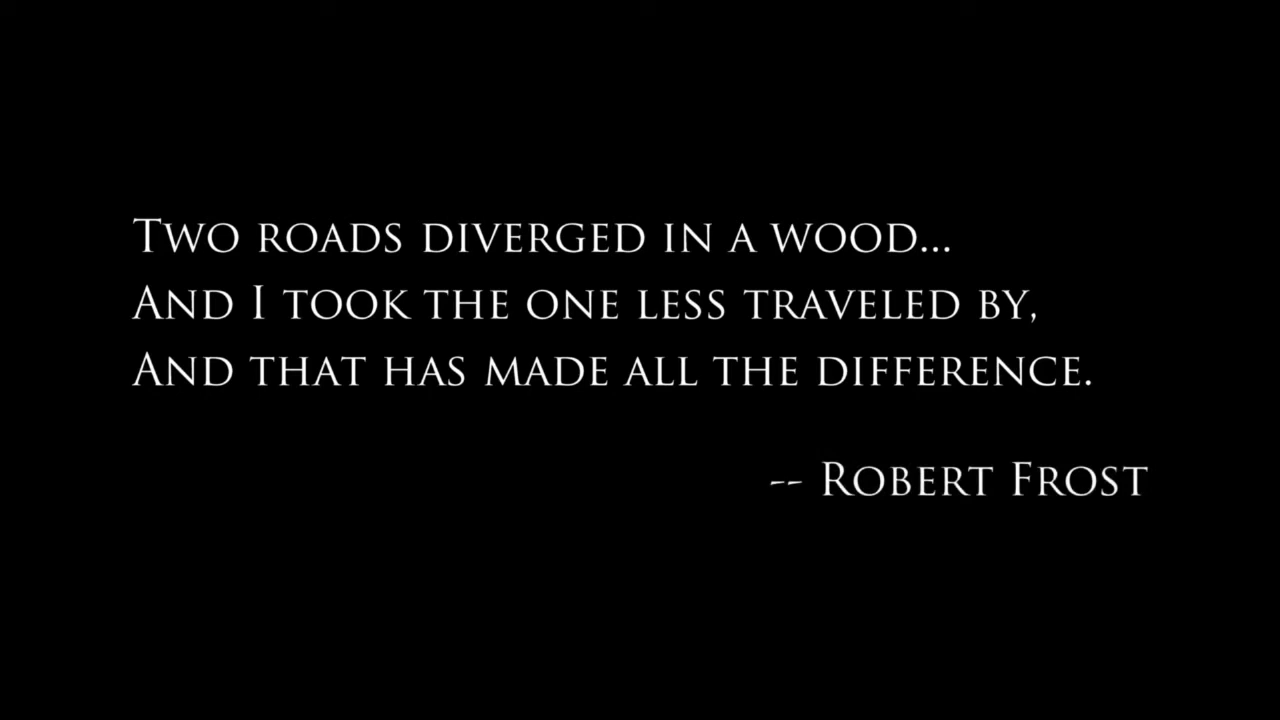 Two roads diverged in a wood...
And I took the one less traveled by,
And that has made all the difference.
-- Robert Frost